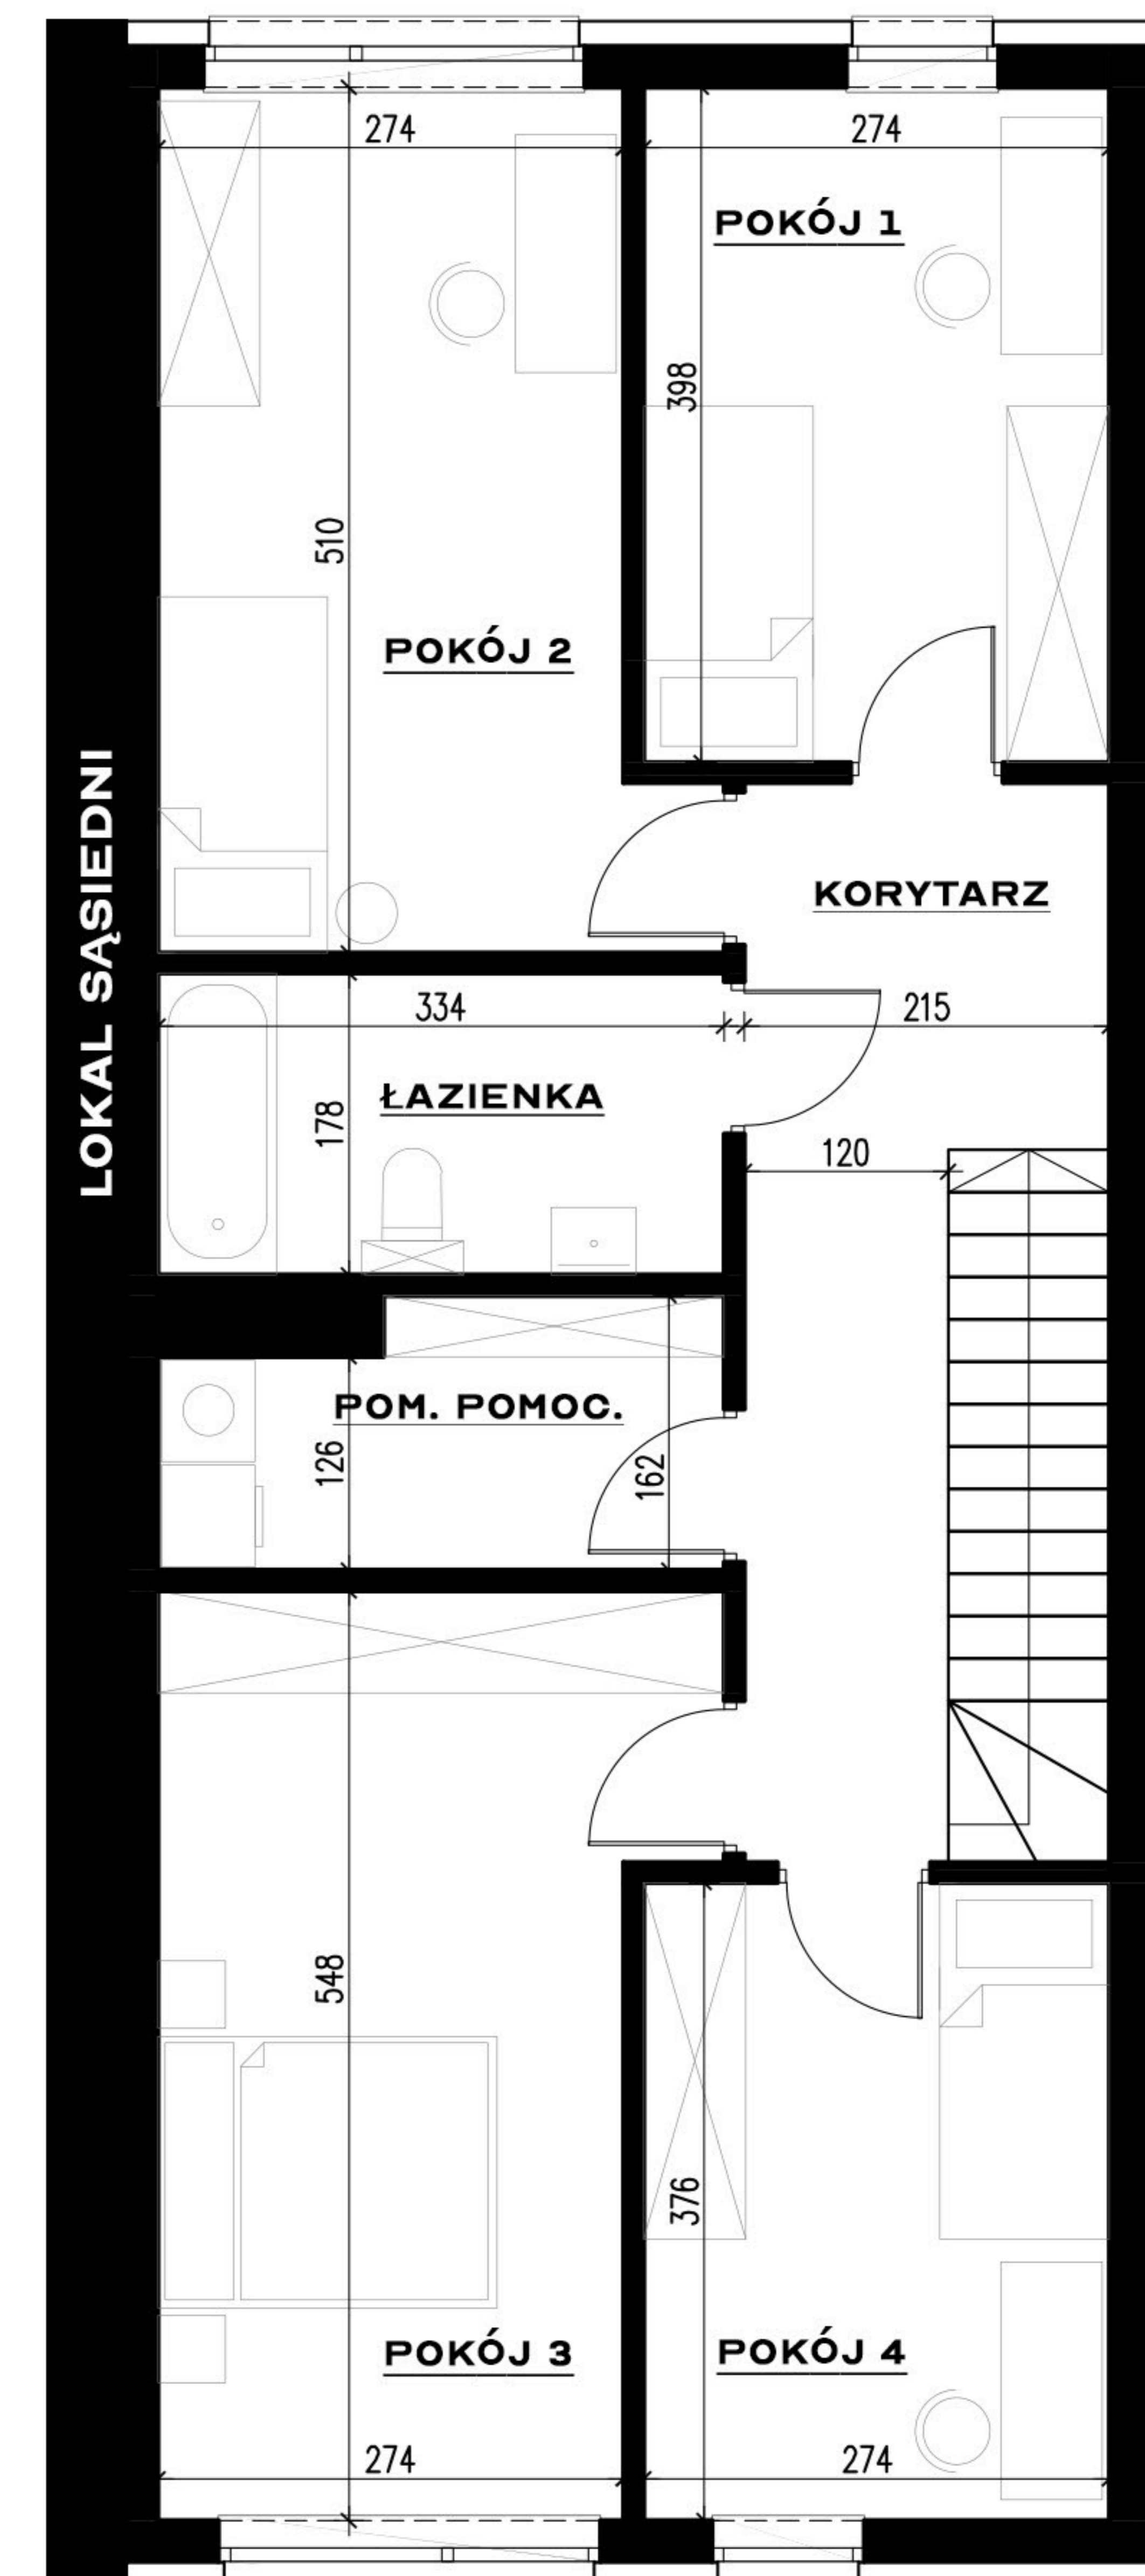 274
274
POKÓJ 1
398
510
POKÓJ 2
LOKAL SĄSIEDNI
KORYTARZ
334
215
ŁAZIENKA
178
120
POM. POMOC.
126
162
548
376
POKÓJ 3
POKÓJ 4
274
274